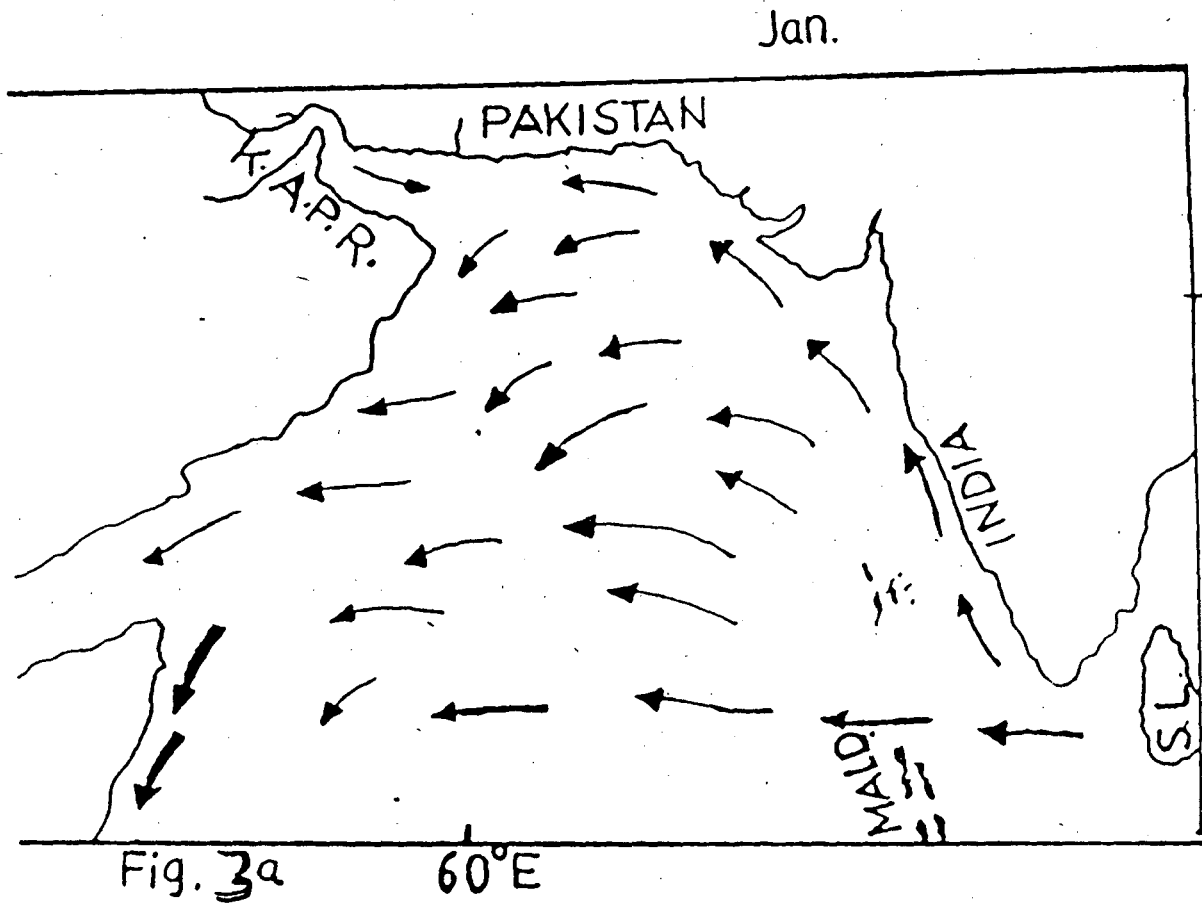 Jan.
PAKISTAN
T.A.P.R.
INDIA
MALD.
S L
Fig. 3a
60°E